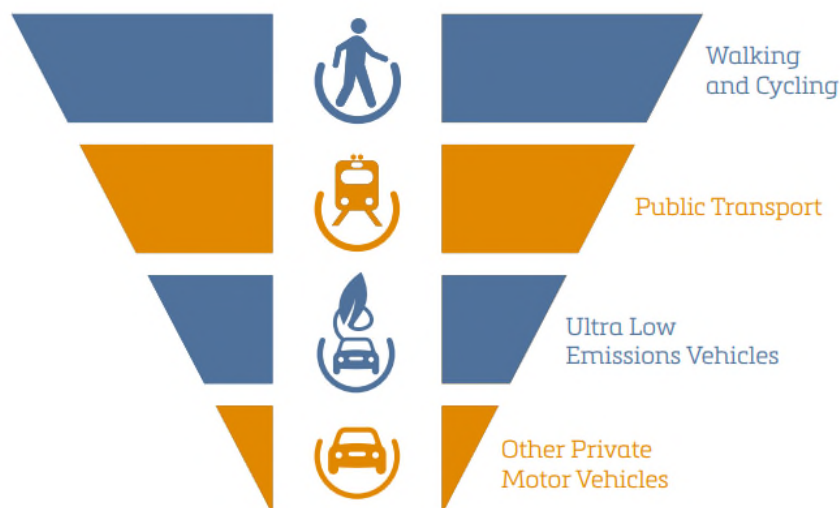 Walking
and Cycling
Public Transport
Ultra Low
Emissions Vehicles
Other Private
Motor Vehicles